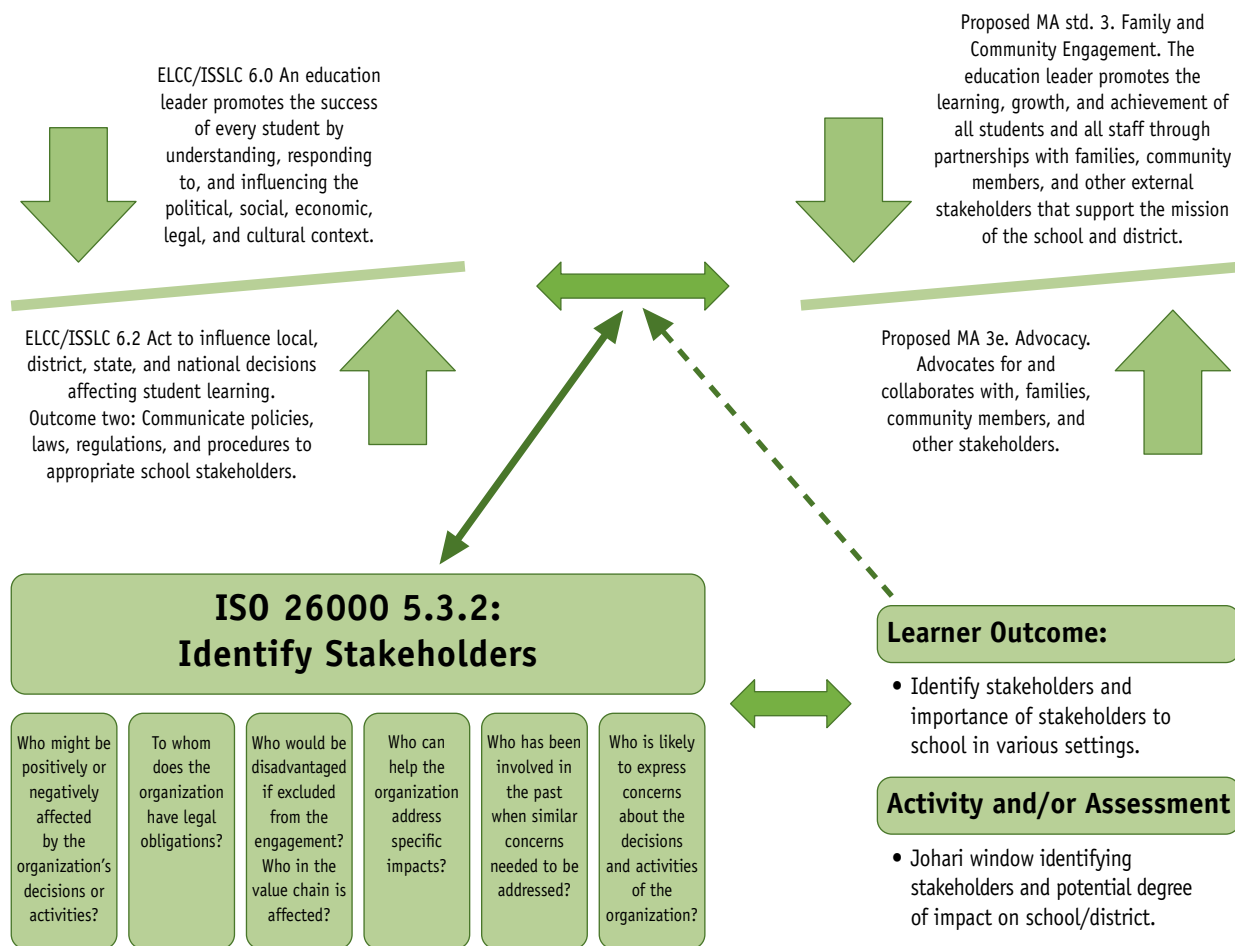 ELCC/ISSLC 6.0 An education
leader promotes the success
of every student by
understanding, responding
to, and influencing the
political, social, economic,
legal, and cultural context.
Proposed MA std. 3. Family and
Community Engagement. The
education leader promotes the
learning, growth, and achievement of
all students and all staff through
partnerships with families, community
members, and other external
stakeholders that support the mission
of the school and district.
ELCC/ISSLC 6.2 Act to influence local,
district, state, and national decisions
affecting student learning.
Outcome two: Communicate policies,
laws, regulations, and procedures to
appropriate school stakeholders.
Proposed MA 3e. Advocacy.
Advocates for and
collaborates with, families,
community members, and
other stakeholders.
ISO 26000 5.3.2:
Identify Stakeholders
Who might be
positively or
negatively
affected
by the
organization's
decisions or
activities?
To whom
does the
organization
have legal
obligations?
Who would be
disadvantaged
if excluded
from the
engagement?
Who in the
value chain is
affected?
Who can
help the
organization
address
specific
impacts?
Who has been
involved in
the past
when similar
concerns
needed to be
addressed?
Who is likely
to express
concerns
about the
decisions
and activities
of the
organization?
Learner Outcome:
• Identify stakeholders and
importance of stakeholders to
school in various settings.
Activity and/or Assessment
• Johari window identifying
stakeholders and potential degree
of impact on school/district.